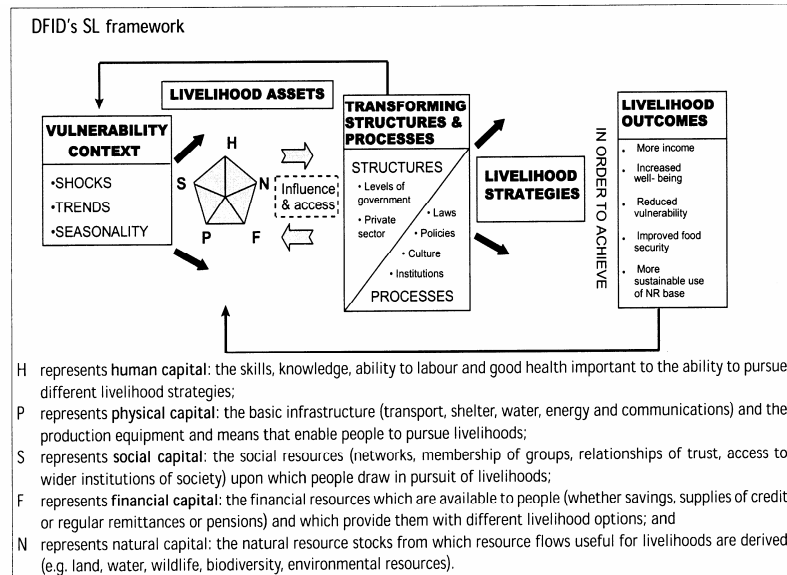 DFID's SL framework
LIVELIHOOD ASSETS
VULNERABILITY
CONTEXT
•SHOCKS
•TRENDS
•SEASONALITY
H
S
N
P
F
Influence
& access
TRANSFORMING
STRUCTURES &
PROCESSES
STRUCTURES
• Levels of
government
• Private
sector
• Laws
• Policies
• Culture
• Institutions
PROCESSES
LIVELIHOOD
STRATEGIES
IN ORDER TO ACHIEVE
LIVELIHOOD
OUTCOMES
• More income
• Increased
well- being
• Reduced
vulnerability
• Improved food
security
• More
sustainable use
of NR base
H represents human capital: the skills, knowledge, ability to labour and good health important to the ability to pursue
different livelihood strategies;
P represents physical capital: the basic infrastructure (transport, shelter, water, energy and communications) and the
production equipment and means that enable people to pursue livelihoods;
S represents social capital: the social resources (networks, membership of groups, relationships of trust, access to
wider institutions of society) upon which people draw in pursuit of livelihoods;
F represents financial capital: the financial resources which are available to people (whether savings, supplies of credit
or regular remittances or pensions) and which provide them with different livelihood options; and
N represents natural capital: the natural resource stocks from which resource flows useful for livelihoods are derived
(e.g. land, water, wildlife, biodiversity, environmental resources).